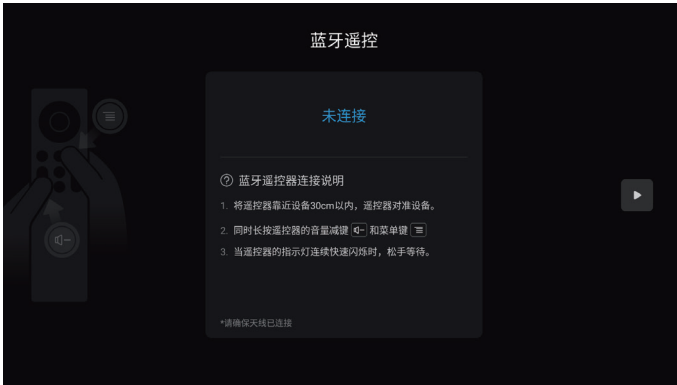 蓝牙遥控
未连接
蓝牙遥控器连接说明
1. 将遥控器靠近设备30cm以内，遥控器对准设备。
2. 同时长按遥控器的音量减键 和菜单键
3. 当遥控器的指示灯连续快速闪烁时，松手等待。
*请确保天线已连接